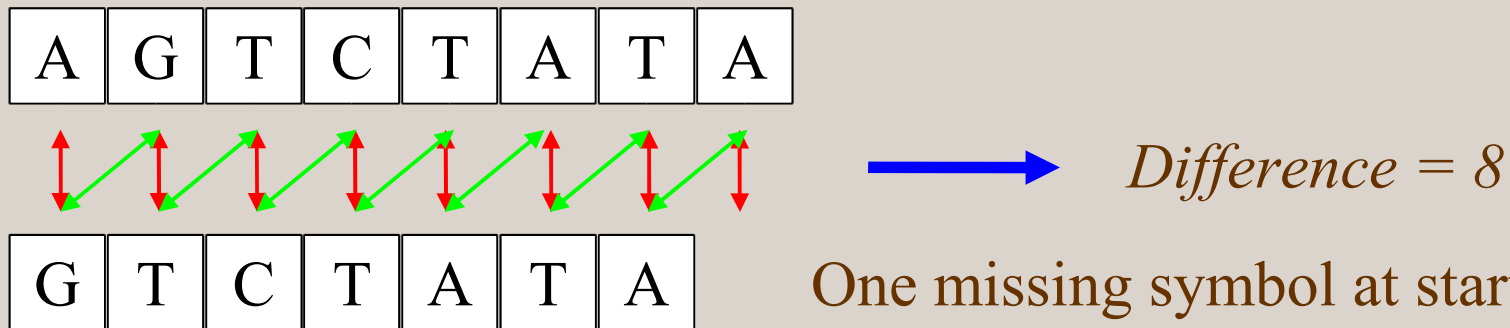 A G T C T A T A
Difference = 8
G T C T A T A
One missing symbol at star